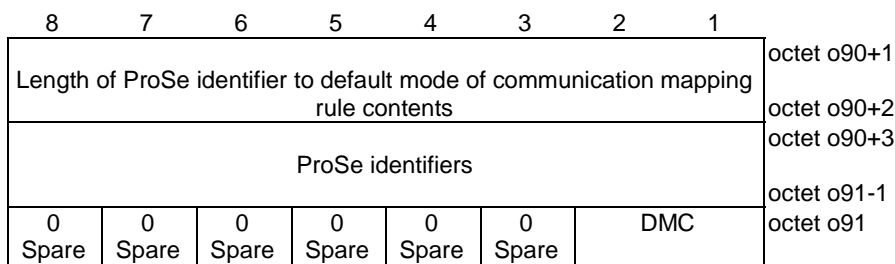 8 7 6 5 4 3 2 1
octet o90+1
Length of ProSe identifier to default mode of communication mapping
rule contents
octet o90+2
octet o90+3
ProSe identifiers
octet o91-1
0 0 0 0 0 0 DMC octet o91
Spare Spare Spare Spare Spare Spare